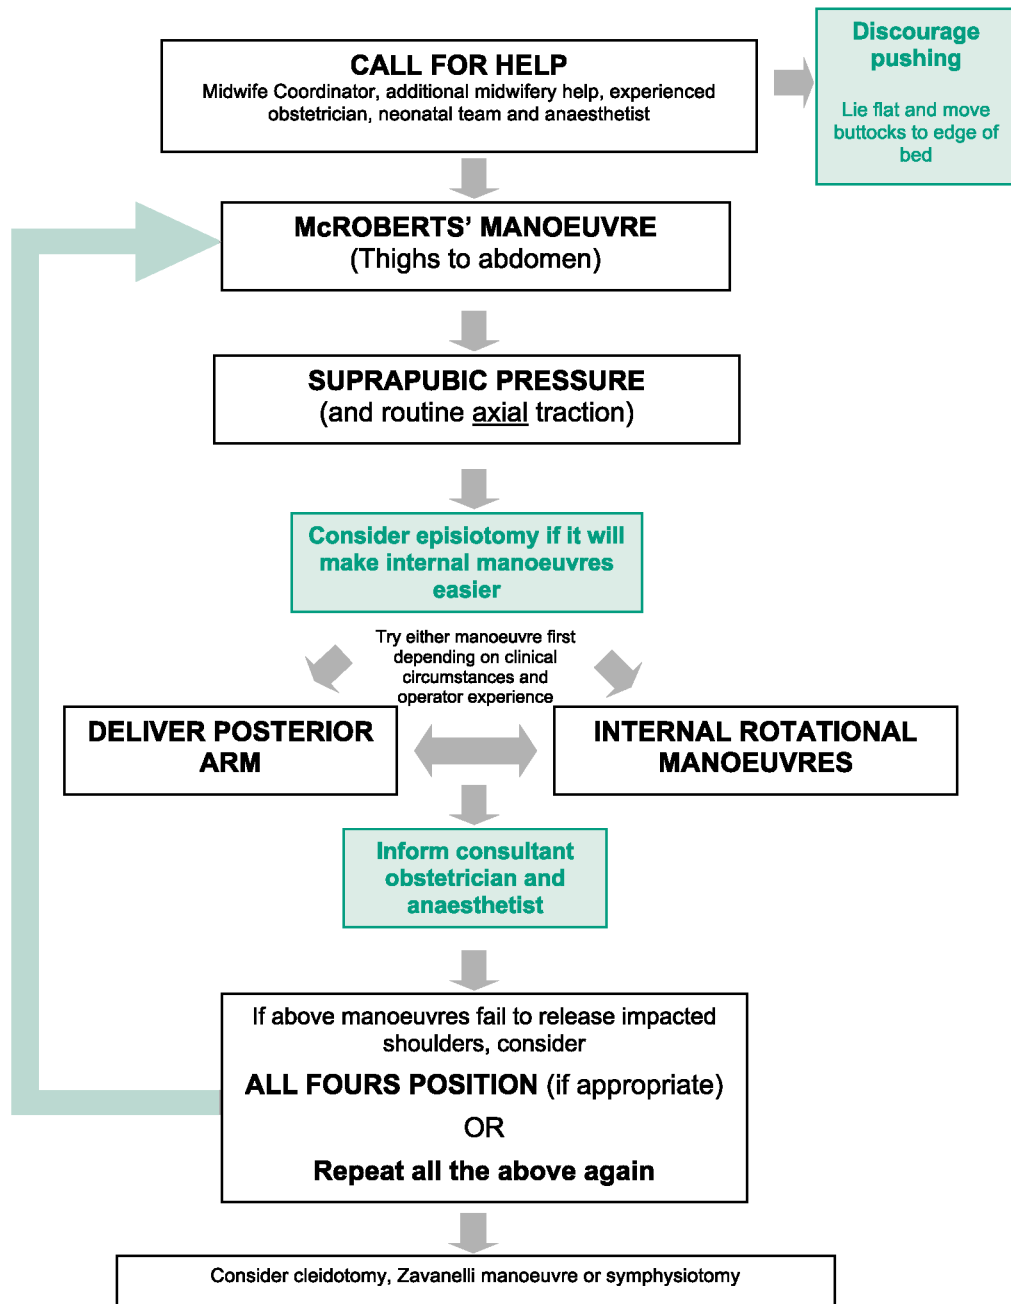 CALL FOR HELP
Midwife Coordinator, additional midwifery help, experienced
obstetrician, neonatal team and anaesthetist
Discourage
pushing
Lie flat and move
buttocks to edge of
bed
McROBERTS’ MANOEUVRE
(Thighs to abdomen)
SUPRAPUBIC PRESSURE
(and routine axial traction)
Consider episiotomy if it will
make internal manoeuvres
easier
Try either manoeuvre first
depending on clinical
circumstances and
operator experience
DELIVER POSTERIOR
ARM
INTERNAL ROTATIONAL
MANOEUVRES
Inform consultant
obstetrician and
anaesthetist
If above manoeuvres fail to release impacted
shoulders, consider
ALL FOURS POSITION (if appropriate)
OR
Repeat all the above again
Consider cleidotomy, Zavanelli manoeuvre or symphysiotomy